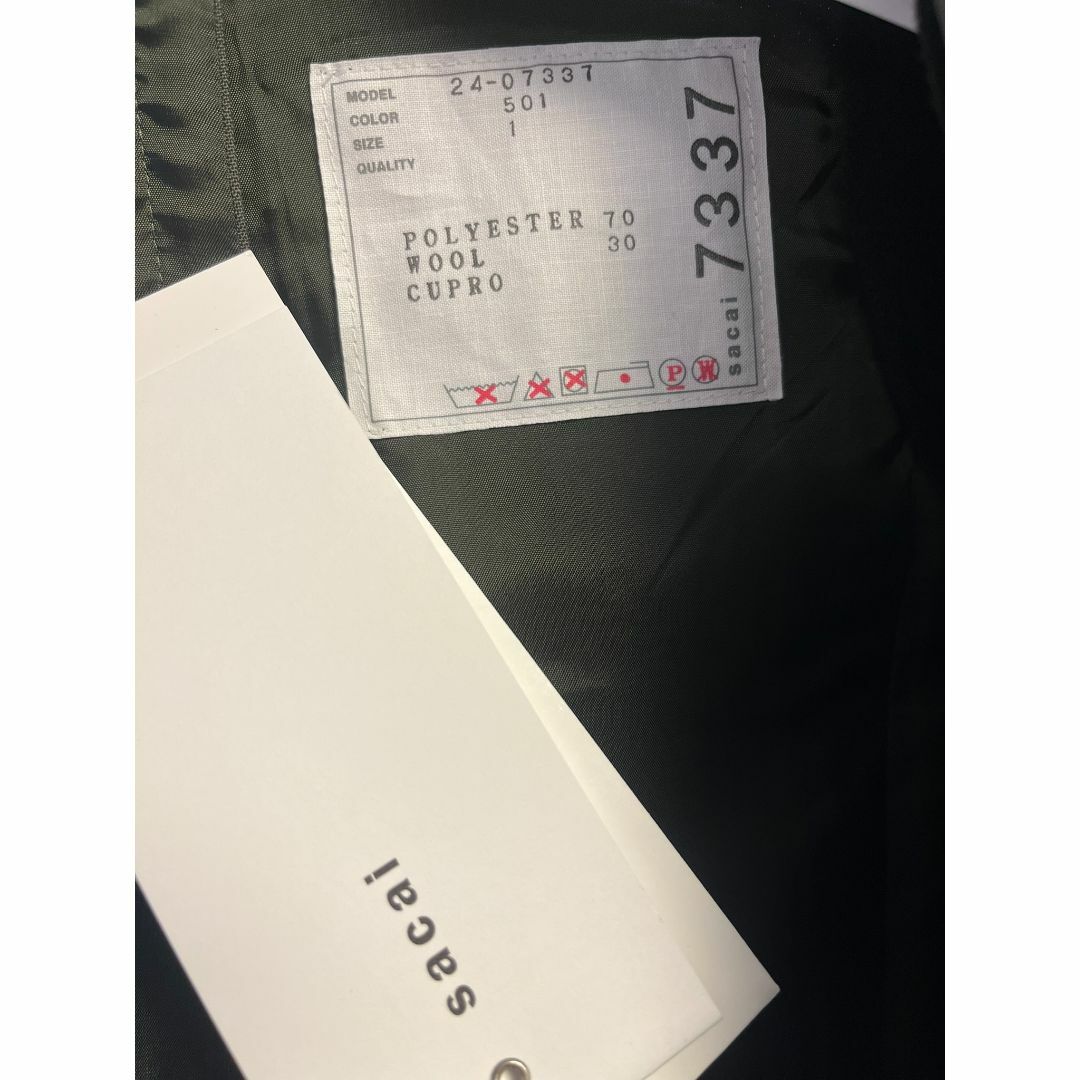 MODEL 24-07337
COLOR 501
SIZE 1
QUALITY
POLYESTER 70
WOOL 30
CUPRO
P
W
sacai 7337
sacai